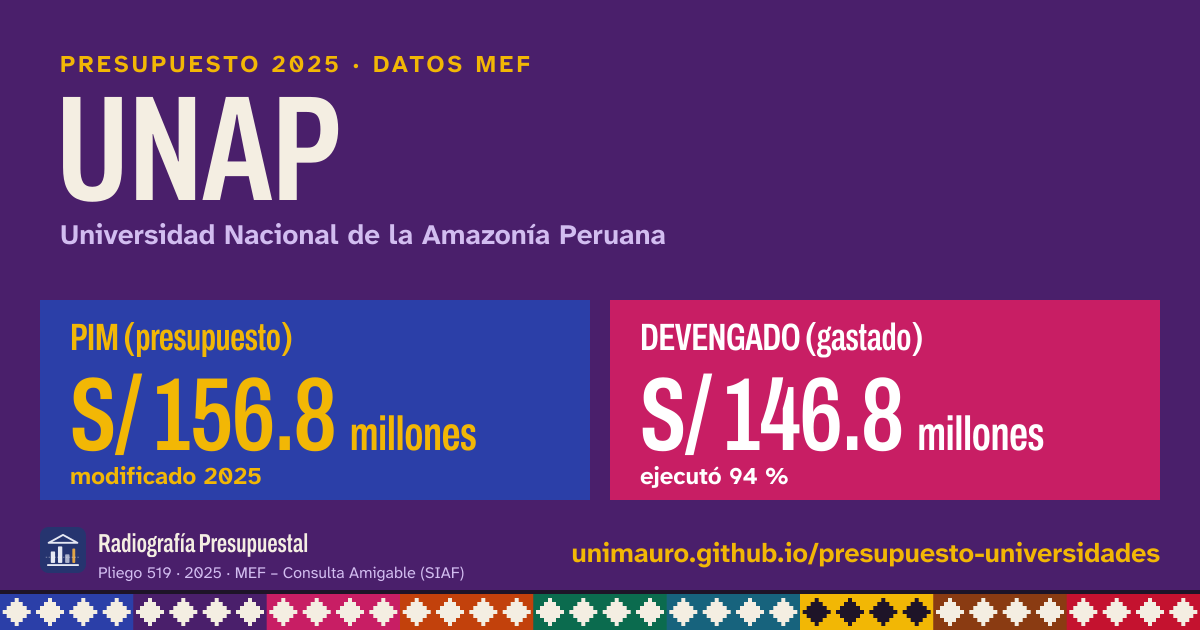 PRESUPUESTO 2025 · DATOS MEF
UNAP
Universidad Nacional de la Amazonía Peruana
PIM (presupuesto)
S/ 156.8 millones
modificado 2025
DEVENGADO (gastado)
S/ 146.8 millones
ejecutó 94 %
Radiografía Presupuestal
Pliego 519 · 2025 · MEF – Consulta Amigable (SIAF)
unimauro.github.io/presupuesto-universidades